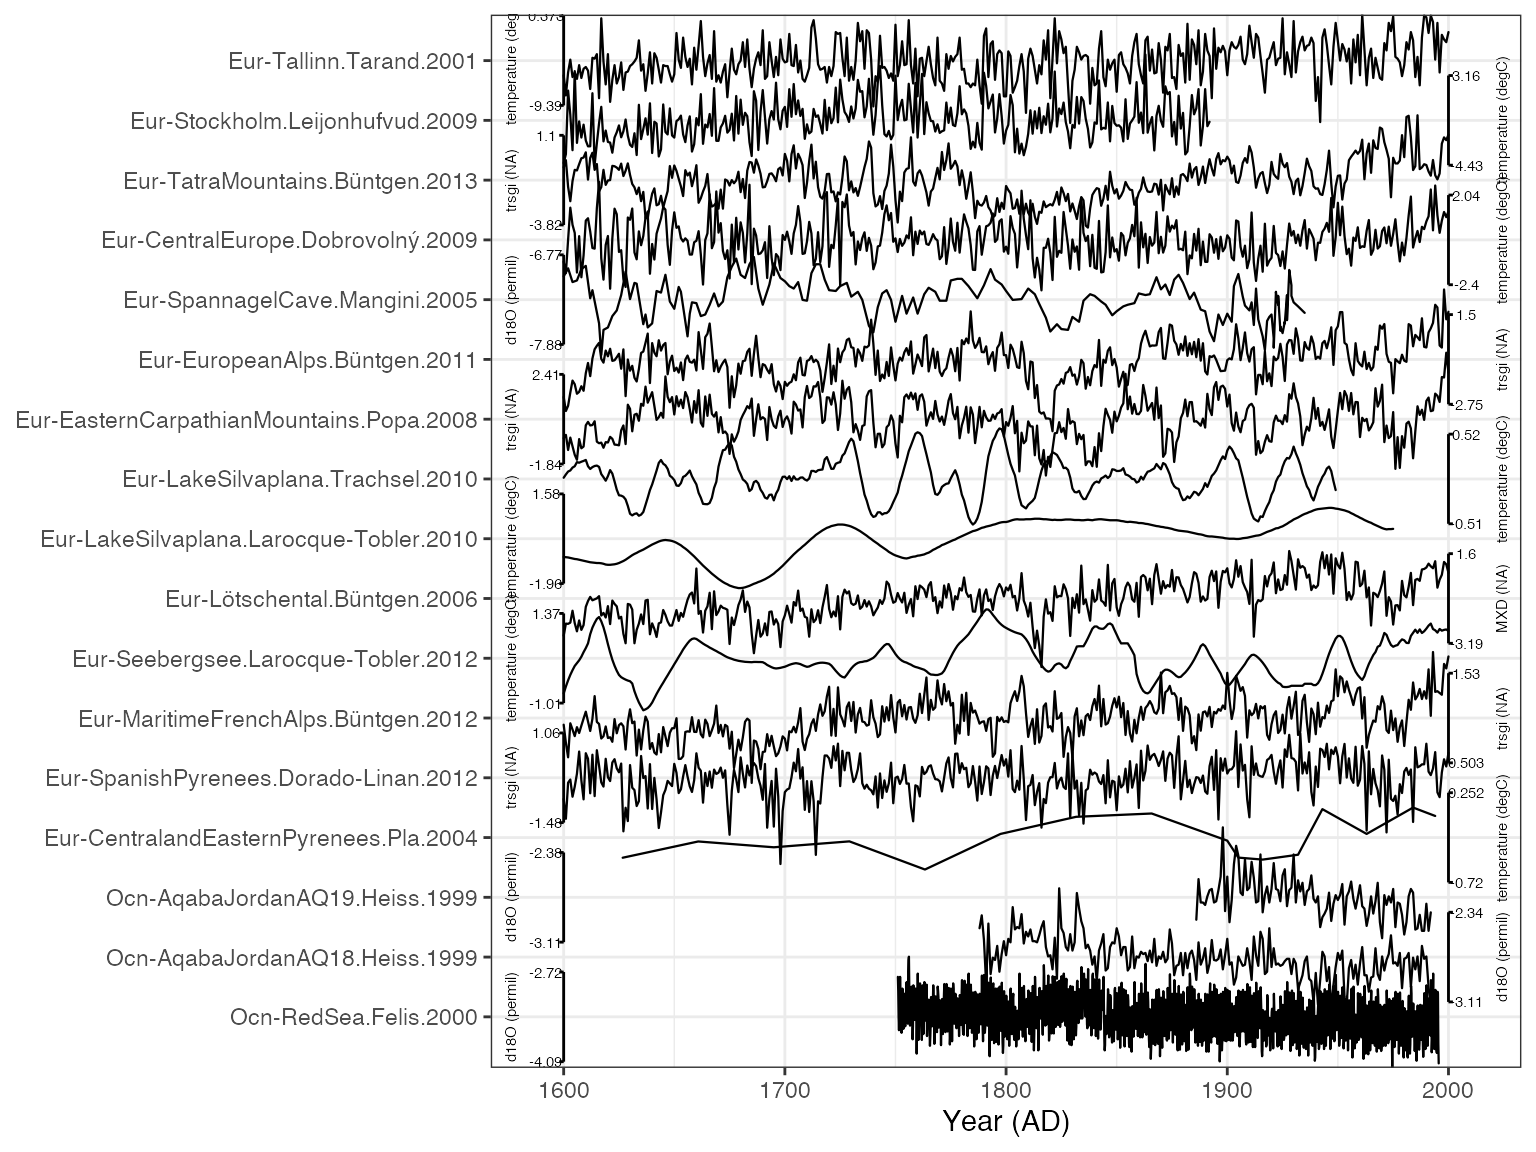 Eur-Tallinn.Tarand.2001
Eur-Stockholm.Leijonhufvud.2009
Eur-TatraMountains.Büntgen.2013
Eur-CentralEurope.Dobrovolný.2009
Eur-SpannagelCave.Mangini.2005
Eur-EuropeanAlps.Büntgen.2011
Eur-EasternCarpathianMountains.Popa.2008
Eur-LakeSilvaplana.Trachsel.2010
Eur-LakeSilvaplana.Larocque-Tobler.2010
Eur-Lötschental.Büntgen.2006
Eur-Seebergsee.Larocque-Tobler.2012
Eur-MaritimeFrenchAlps.Büntgen.2012
Eur-SpanishPyrenees.Dorado-Linan.2012
Eur-CentralandEasternPyrenees.Pla.2004
Ocn-AqabaJordanAQ19.Heiss.1999
Ocn-AqabaJordanAQ18.Heiss.1999
Ocn-RedSea.Felis.2000
temperature (deg
0.373
-9.39
trsgi (NA)
1.1
-3.82
d18O (permil)
-6.77
-7.88
trsgi (NA)
2.41
-1.84
temperature (degC)
1.58
-1.96
temperature (degC
1.37
-1.01
trsgi (NA)
1.06
-1.48
d18O (permil)
-2.38
-3.11
d18O (permil)
-2.72
-4.09
3.16
-4.43
temperature (degC)
2.04
-2.4
temperature (degC)
1.5
-2.75
trsgi (NA)
0.52
-0.51
temperature (degC)
1.6
-3.19
MXD (NA)
1.53
-0.503
trsgi (NA)
0.252
-0.72
temperature (degC)
-2.34
-3.11
d18O (permil)
1600 1700 1800 1900 2000
Year (AD)